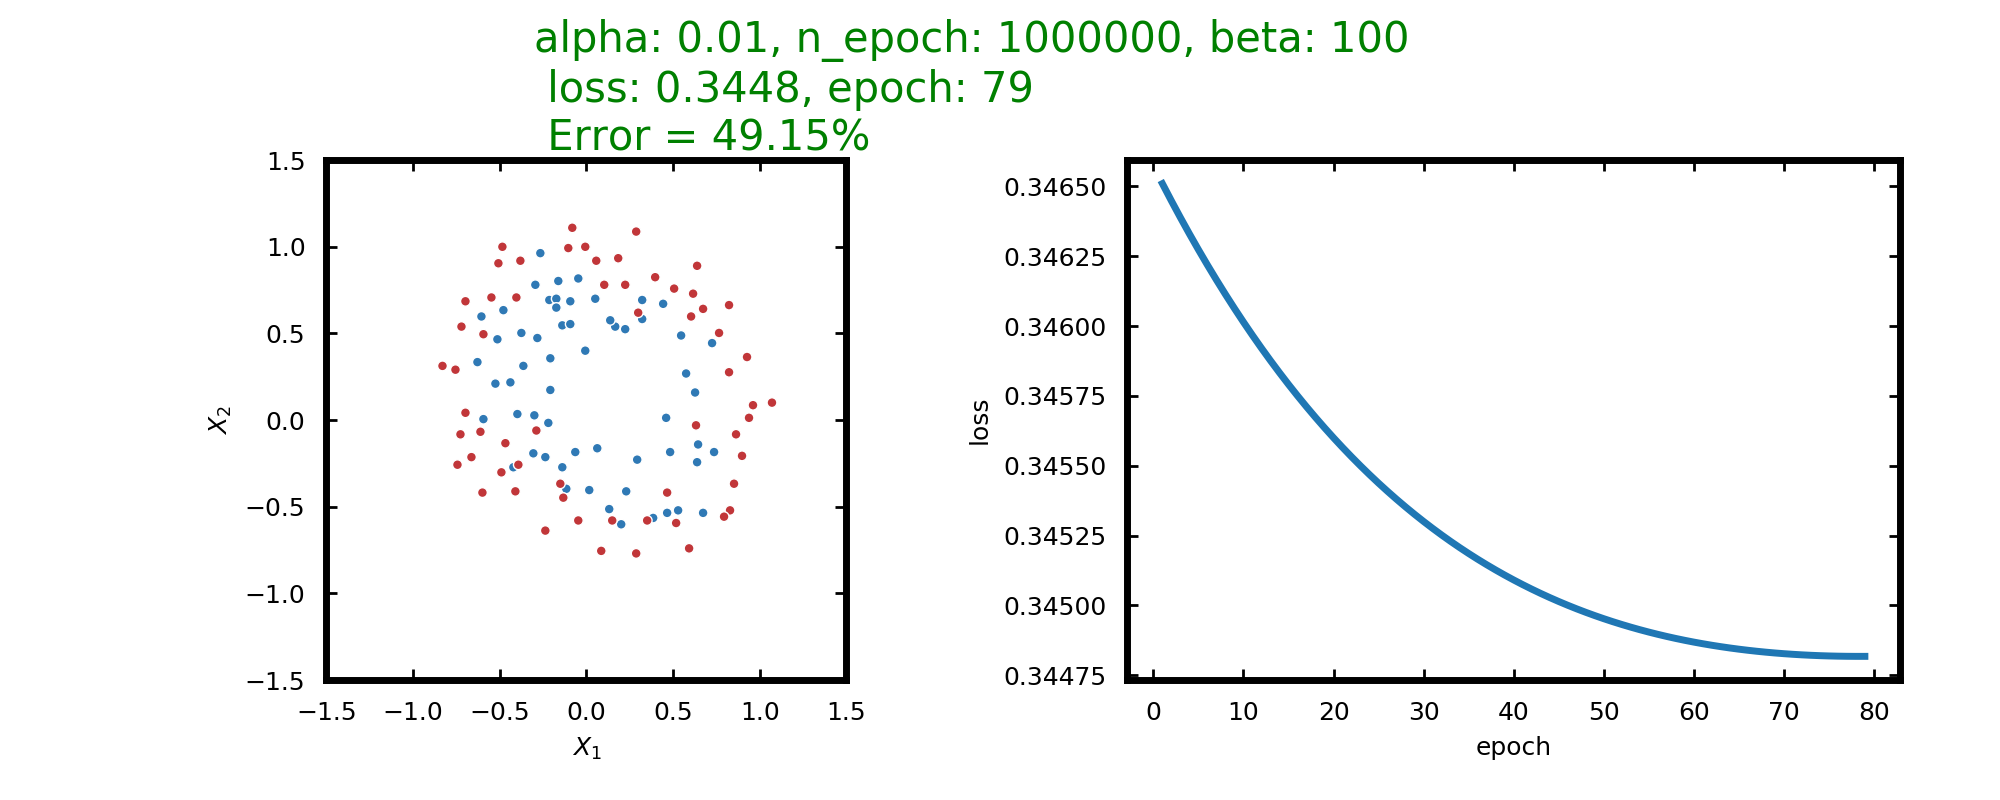 alpha: 0.01, n_epoch: 1000000, beta: 100
loss: 0.3448, epoch: 79
Error = 49.15%
1.5
1.0
0.5
0.0
−0.5
−1.0
−1.5
X₂
−1.5 −1.0 −0.5 0.0 0.5 1.0 1.5
X₁
0.34650
0.34625
0.34600
0.34575
0.34550
0.34525
0.34500
0.34475
loss
0 10 20 30 40 50 60 70 80
epoch